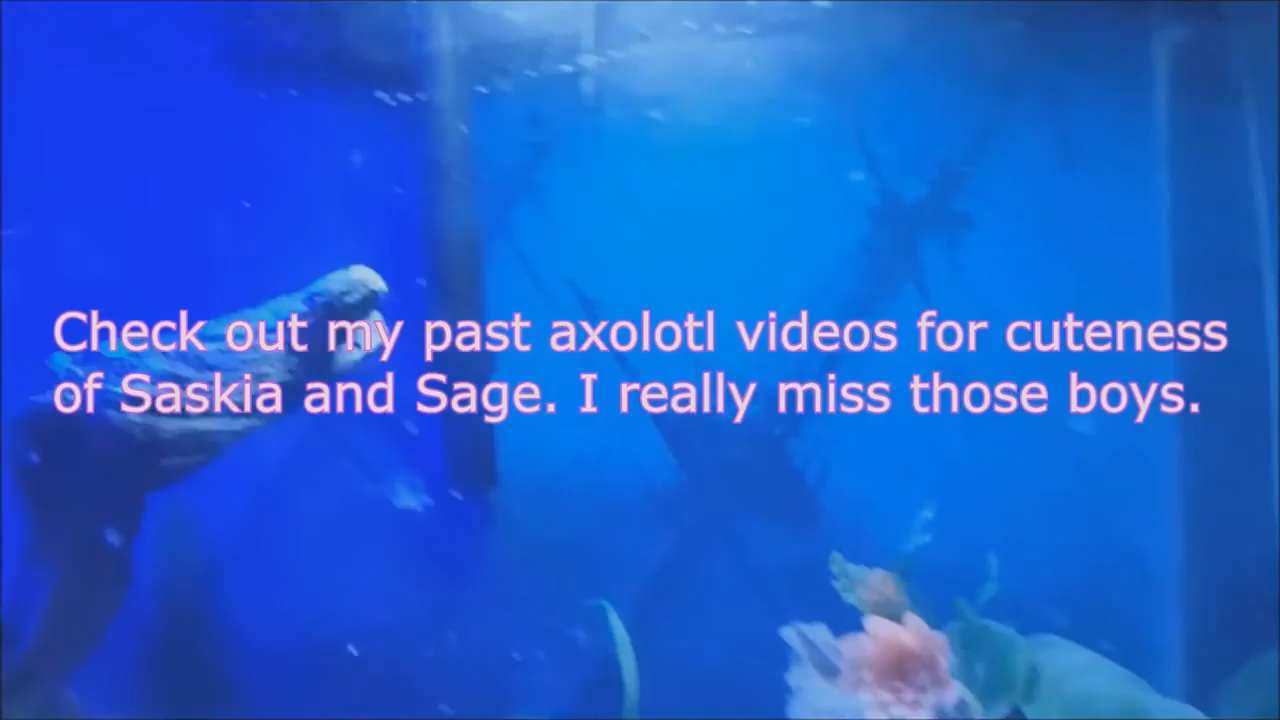 Check out my past axolotl videos for cuteness
of Saskia and Sage. I really miss those boys.